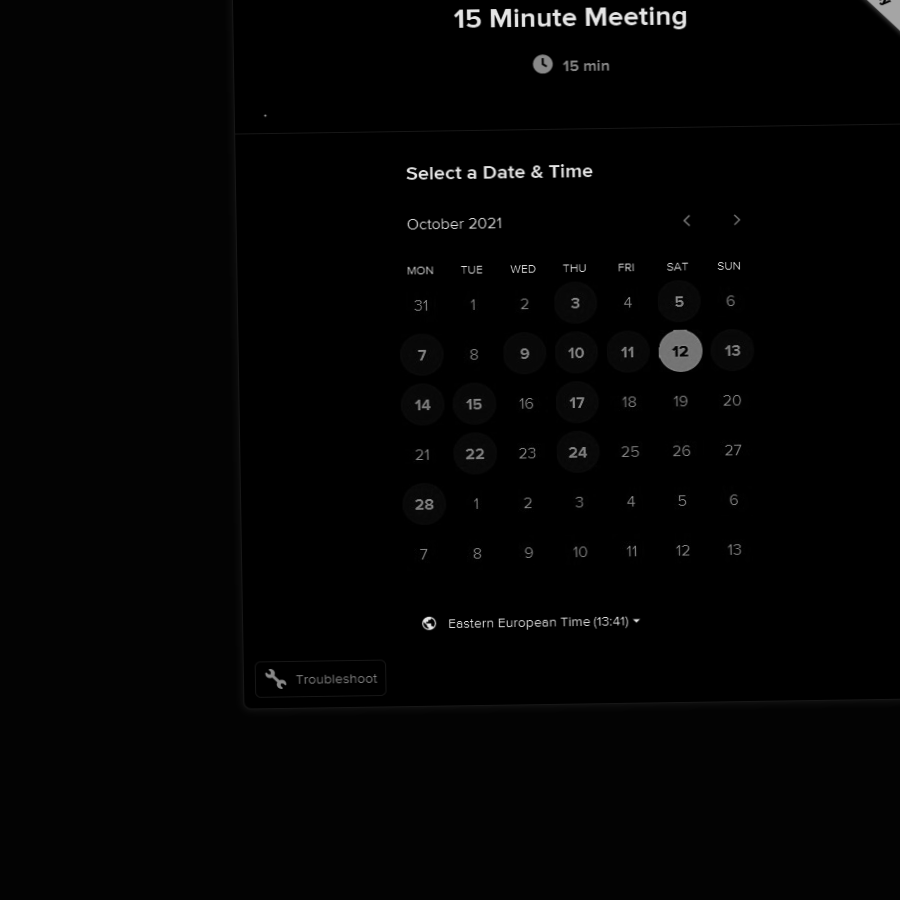 15 Minute Meeting
15 min
Select a Date & Time
October 2021
MON TUE WED THU FRI SAT SUN
31 1 2 3 4 5 6
7 8 9 10 11 12 13
14 15 16 17 18 19 20
21 22 23 24 25 26 27
28 1 2 3 4 5 6
7 8 9 10 11 12 13
Eastern European Time (13:41)
Troubleshoot